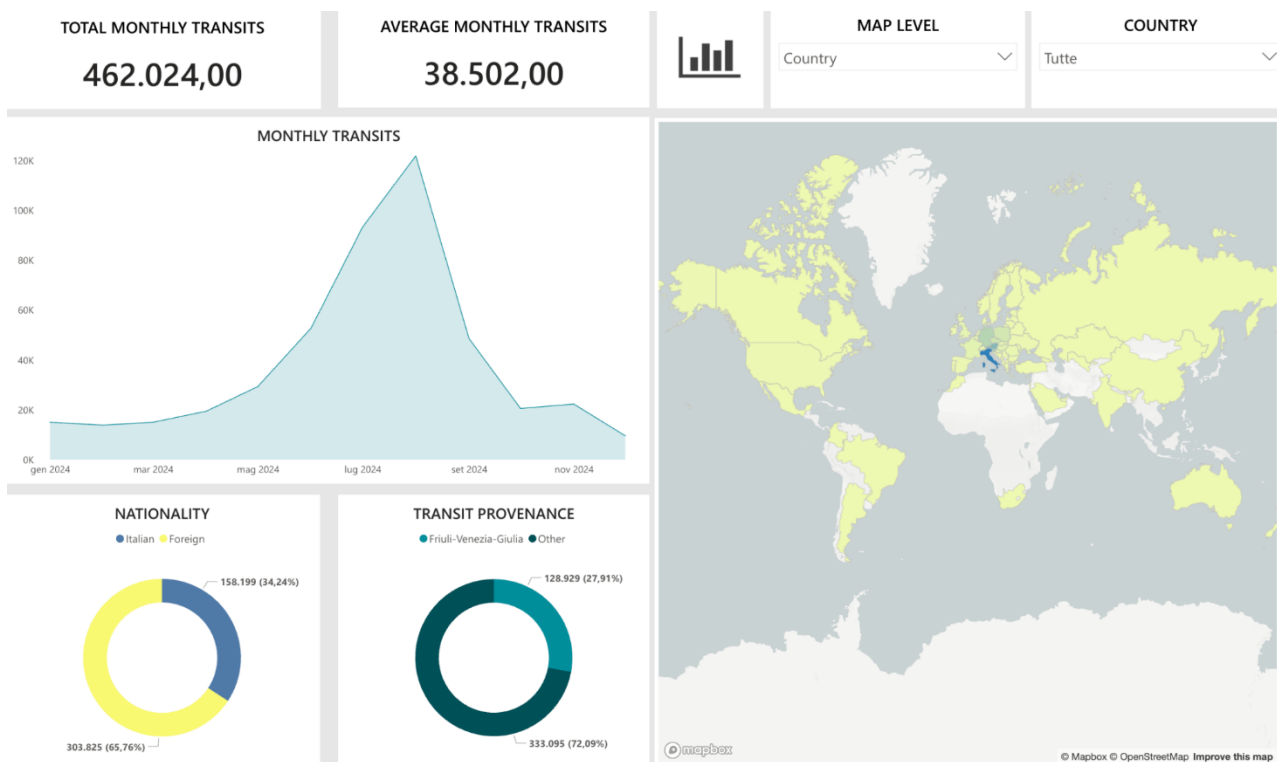 TOTAL MONTHLY TRANSITS
462.024,00
AVERAGE MONTHLY TRANSITS
38.502,00
MAP LEVEL
Country
COUNTRY
Tutte
MONTHLY TRANSITS
120K
100K
80K
60K
40K
20K
0K
gen 2024
mar 2024
mag 2024
lug 2024
set 2024
nov 2024
NATIONALITY
Italian
Foreign
158.199 (34,24%)
303.825 (65,76%)
TRANSIT PROVENANCE
Friuli-Venezia-Giulia
Other
128.929 (27,91%)
333.095 (72,09%)
mapbox
© Mapbox © OpenStreetMap Improve this map